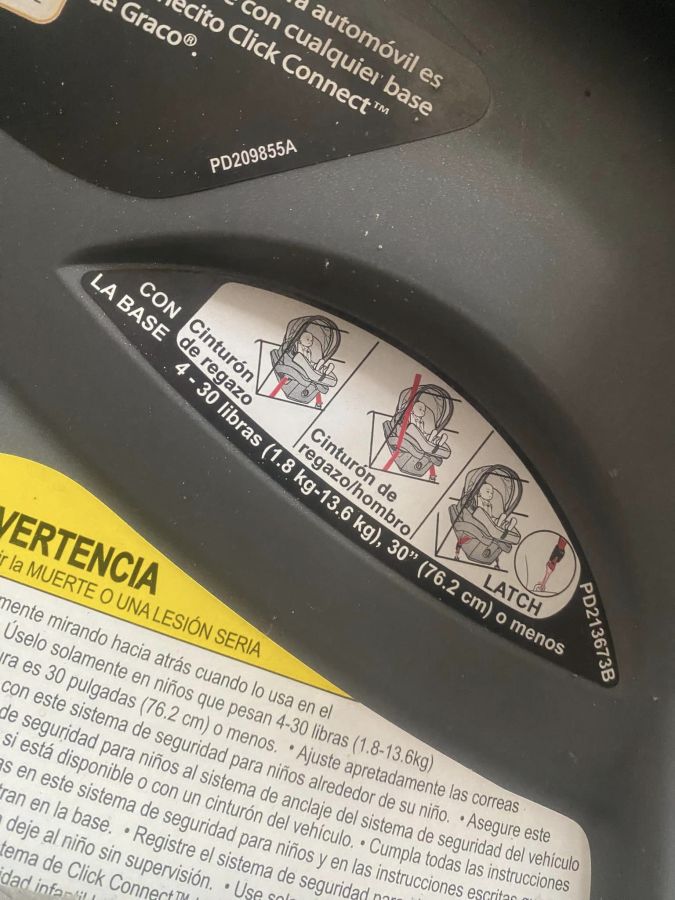 automóvil es
con cualquier base
Click Connect™
de Graco®.
PD209855A
CON
LA BASE
Cinturón
de regazo
Cinturón de
regazo/hombro
LATCH
4 - 30 libras (1.8 kg-13.6 kg), 30” (76.2 cm) o menos
PD213673B
VERTENCIA
la MUERTE O UNA LESIÓN SERIA
mente mirando hacia atrás cuando lo usa en el
Úselo solamente en niños que pesan 4-30 libras (1.8-13.6kg)
ura es 30 pulgadas (76.2 cm) o menos. • Ajuste apretadamente las correas
con este sistema de seguridad para niños alrededor de su niño. • Asegure este
de seguridad para niños al sistema de anclaje del sistema de seguridad del vehículo
si está disponible o con un cinturón del vehículo. • Cumpla todas las instrucciones
as en este sistema de seguridad para niños y en las instrucciones escritas
tran en la base. • Registre el sistema de seguridad
deje al niño sin supervisión. • Use
tema de Click Connect™